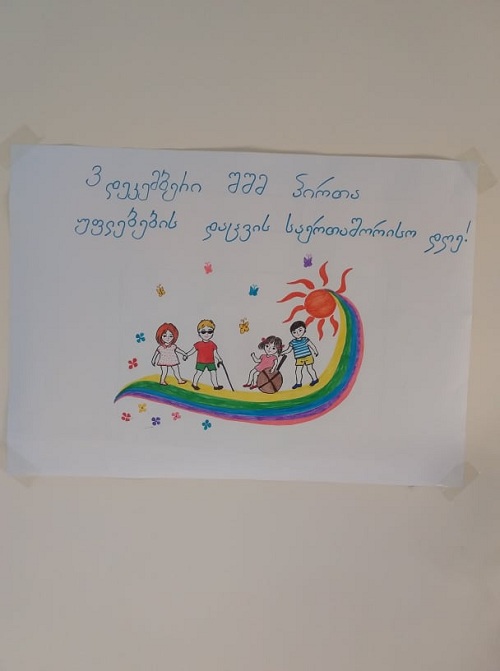 3 დეკემბერი შშმ პირთა
უფლებების დაცვის საერთაშორისო დღე!